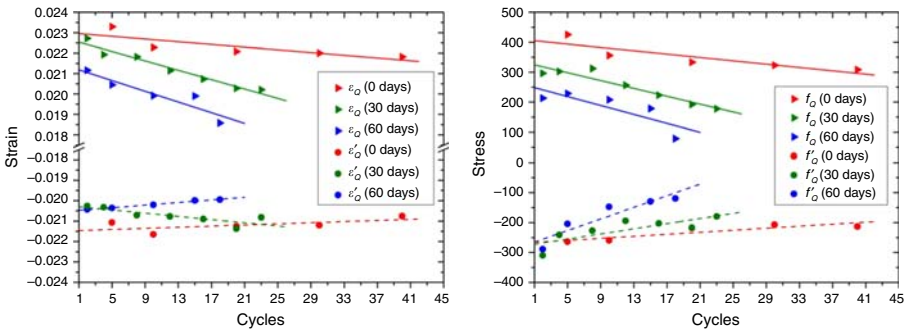 0.024
0.023
0.022
0.021
0.020
0.019
0.018
−0.018
−0.019
−0.020
−0.021
−0.022
−0.023
−0.024
Strain
1 5 9 13 17 21 25 29 33 37 41 45
Cycles
εQ (0 days)
εQ (30 days)
εQ (60 days)
ε′Q (0 days)
ε′Q (30 days)
ε′Q (60 days)
500
400
300
200
100
0
−100
−200
−300
−400
Stress
1 5 9 13 17 21 25 29 33 37 41 45
Cycles
fQ (0 days)
fQ (30 days)
fQ (60 days)
f′Q (0 days)
f′Q (30 days)
f′Q (60 days)